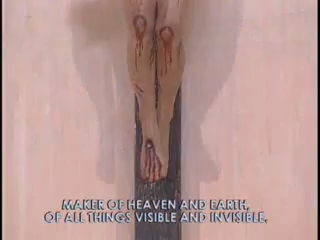 MAKER OF HEAVEN AND EARTH,
OF ALL THINGS VISIBLE AND INVISIBLE,